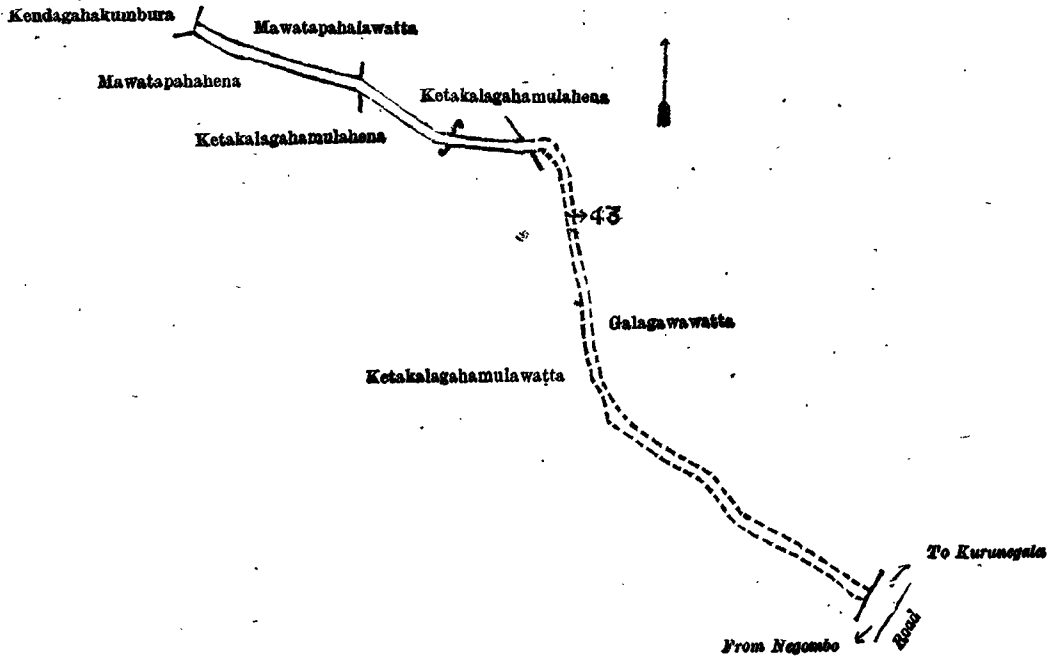 Kendagahakumbura
Mawatapahalawatta
Mawatapahahena
Ketakalagahamulahena
Ketakalagahamulahena
43
Galagawawatta
Ketakalagahamulawatta
To Kurunegala
Road
From Negombo